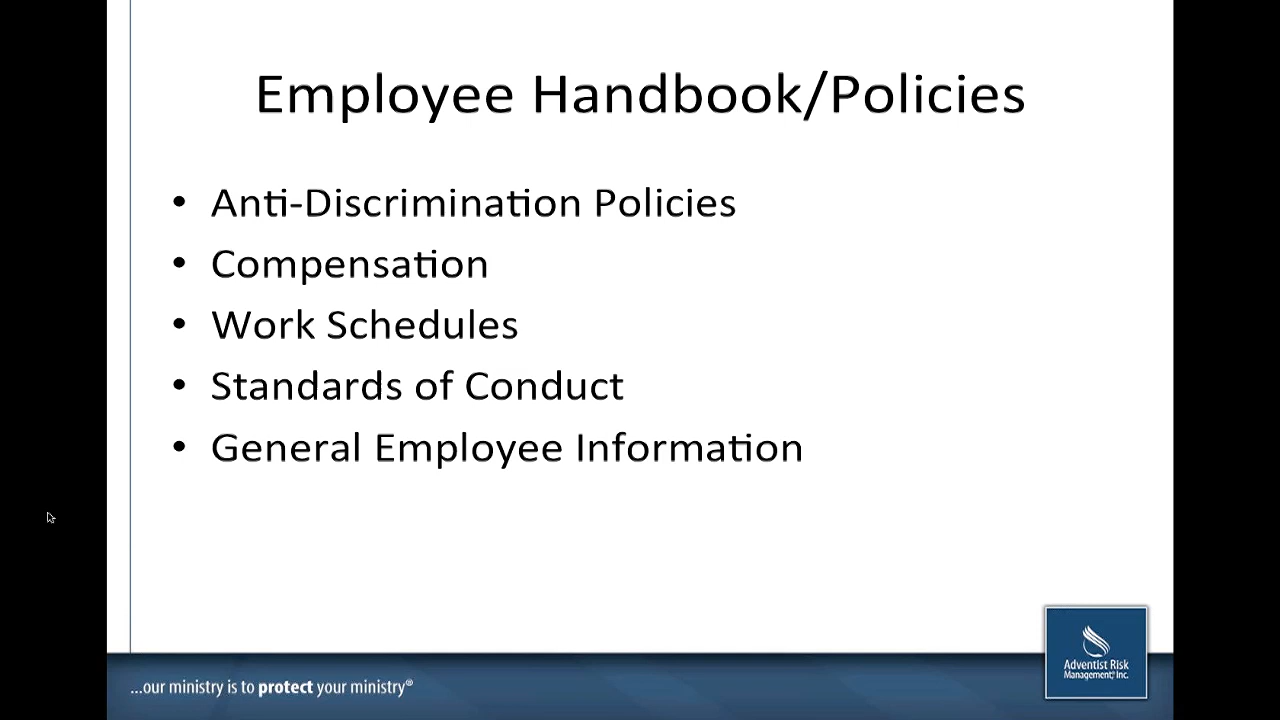 Employee Handbook/Policies
• Anti-Discrimination Policies
• Compensation
• Work Schedules
• Standards of Conduct
• General Employee Information
...our ministry is to protect your ministry®
Adventist Risk
Management, Inc.